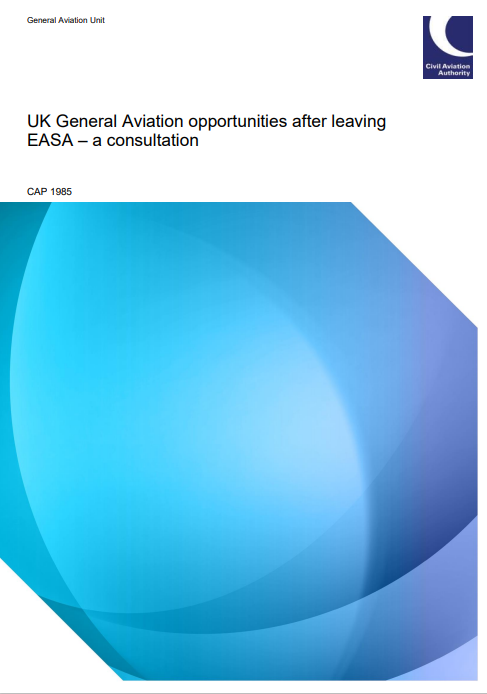 General Aviation Unit
Civil Aviation
Authority
UK General Aviation opportunities after leaving
EASA – a consultation
CAP 1985